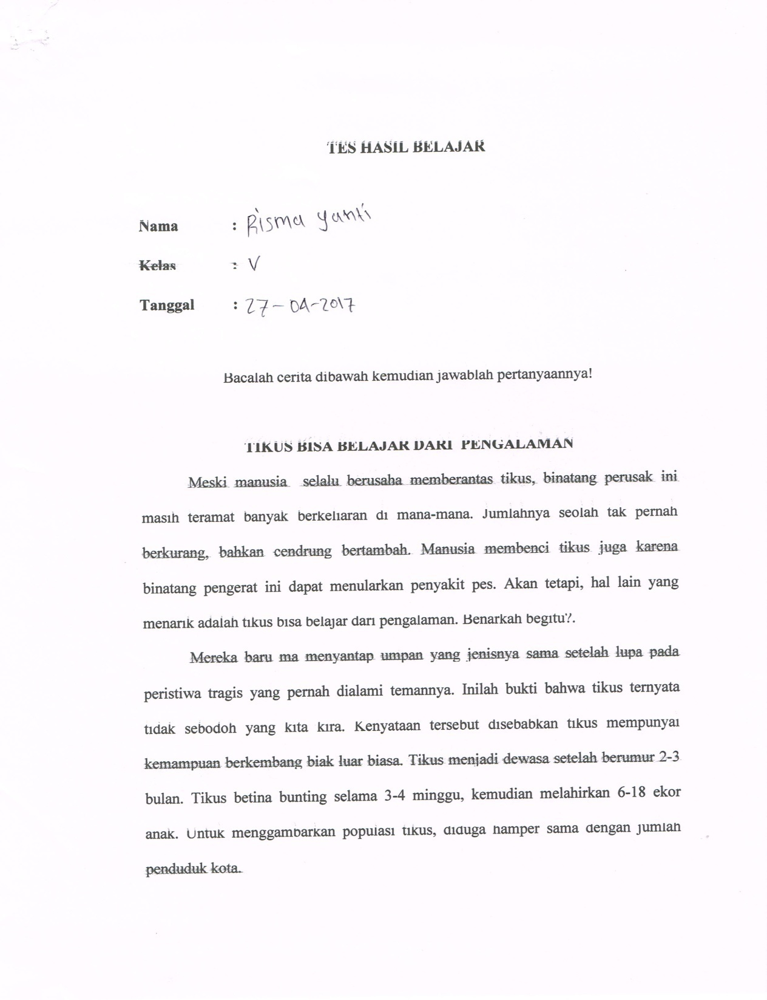 TES HASIL BELAJAR
Nama : Risma yanti
Kelas : V
Tanggal : 27-04-2017
Bacalah cerita dibawah kemudian jawablah pertanyaannya!
TIKUS BISA BELAJAR DARI PENGALAMAN
Meski manusia selalu berusaha memberantas tikus, binatang perusak ini
masih teramat banyak berkeliaran di mana-mana. Jumlahnya seolah tak pernah
berkurang, bahkan cendrung bertambah. Manusia membenci tikus juga karena
binatang pengerat ini dapat menularkan penyakit pes. Akan tetapi, hal lain yang
menarik adalah tikus bisa belajar dari pengalaman. Benarkah begitu?.
Mereka baru ma menyantap umpan yang jenisnya sama setelah lupa pada
peristiwa tragis yang pernah dialami temannya. Inilah bukti bahwa tikus ternyata
tidak sebodoh yang kita kira. Kenyataan tersebut disebabkan tikus mempunyai
kemampuan berkembang biak luar biasa. Tikus menjadi dewasa setelah berumur 2-3
bulan. Tikus betina bunting selama 3-4 minggu, kemudian melahirkan 6-18 ekor
anak. Untuk menggambarkan populasi tikus, diduga hamper sama dengan jumlah
penduduk kota.